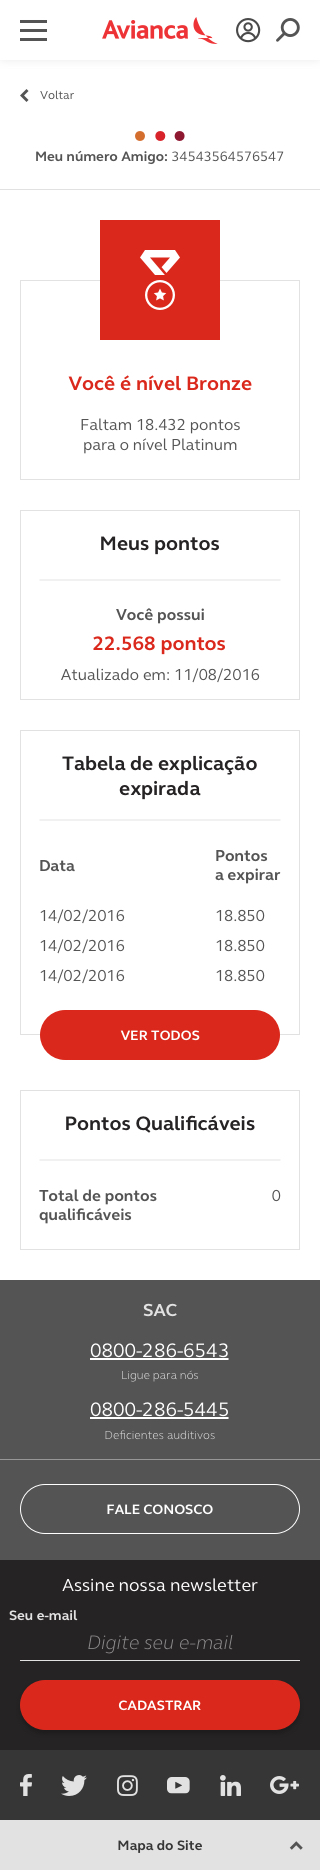 Avianca
Voltar
Meu número Amigo: 34543564576547
Você é nível Bronze
Faltam 18.432 pontos
para o nível Platinum
Meus pontos
Você possui
22.568 pontos
Atualizado em: 11/08/2016
Tabela de explicação
expirada
Data
Pontos
a expirar
14/02/2016 18.850
14/02/2016 18.850
14/02/2016 18.850
VER TODOS
Pontos Qualificáveis
Total de pontos
qualificáveis
0
SAC
0800-286-6543
Ligue para nós
0800-286-5445
Deficientes auditivos
FALE CONOSCO
Assine nossa newsletter
Seu e-mail
Digite seu e-mail
CADASTRAR
Mapa do Site